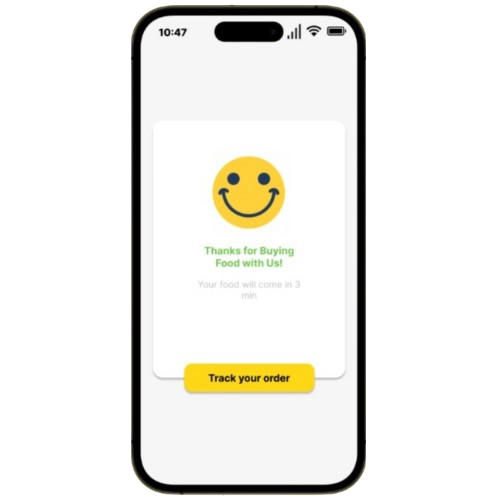 10:47
Thanks for Buying
Food with Us!
Your food will come in 3
min
Track your order